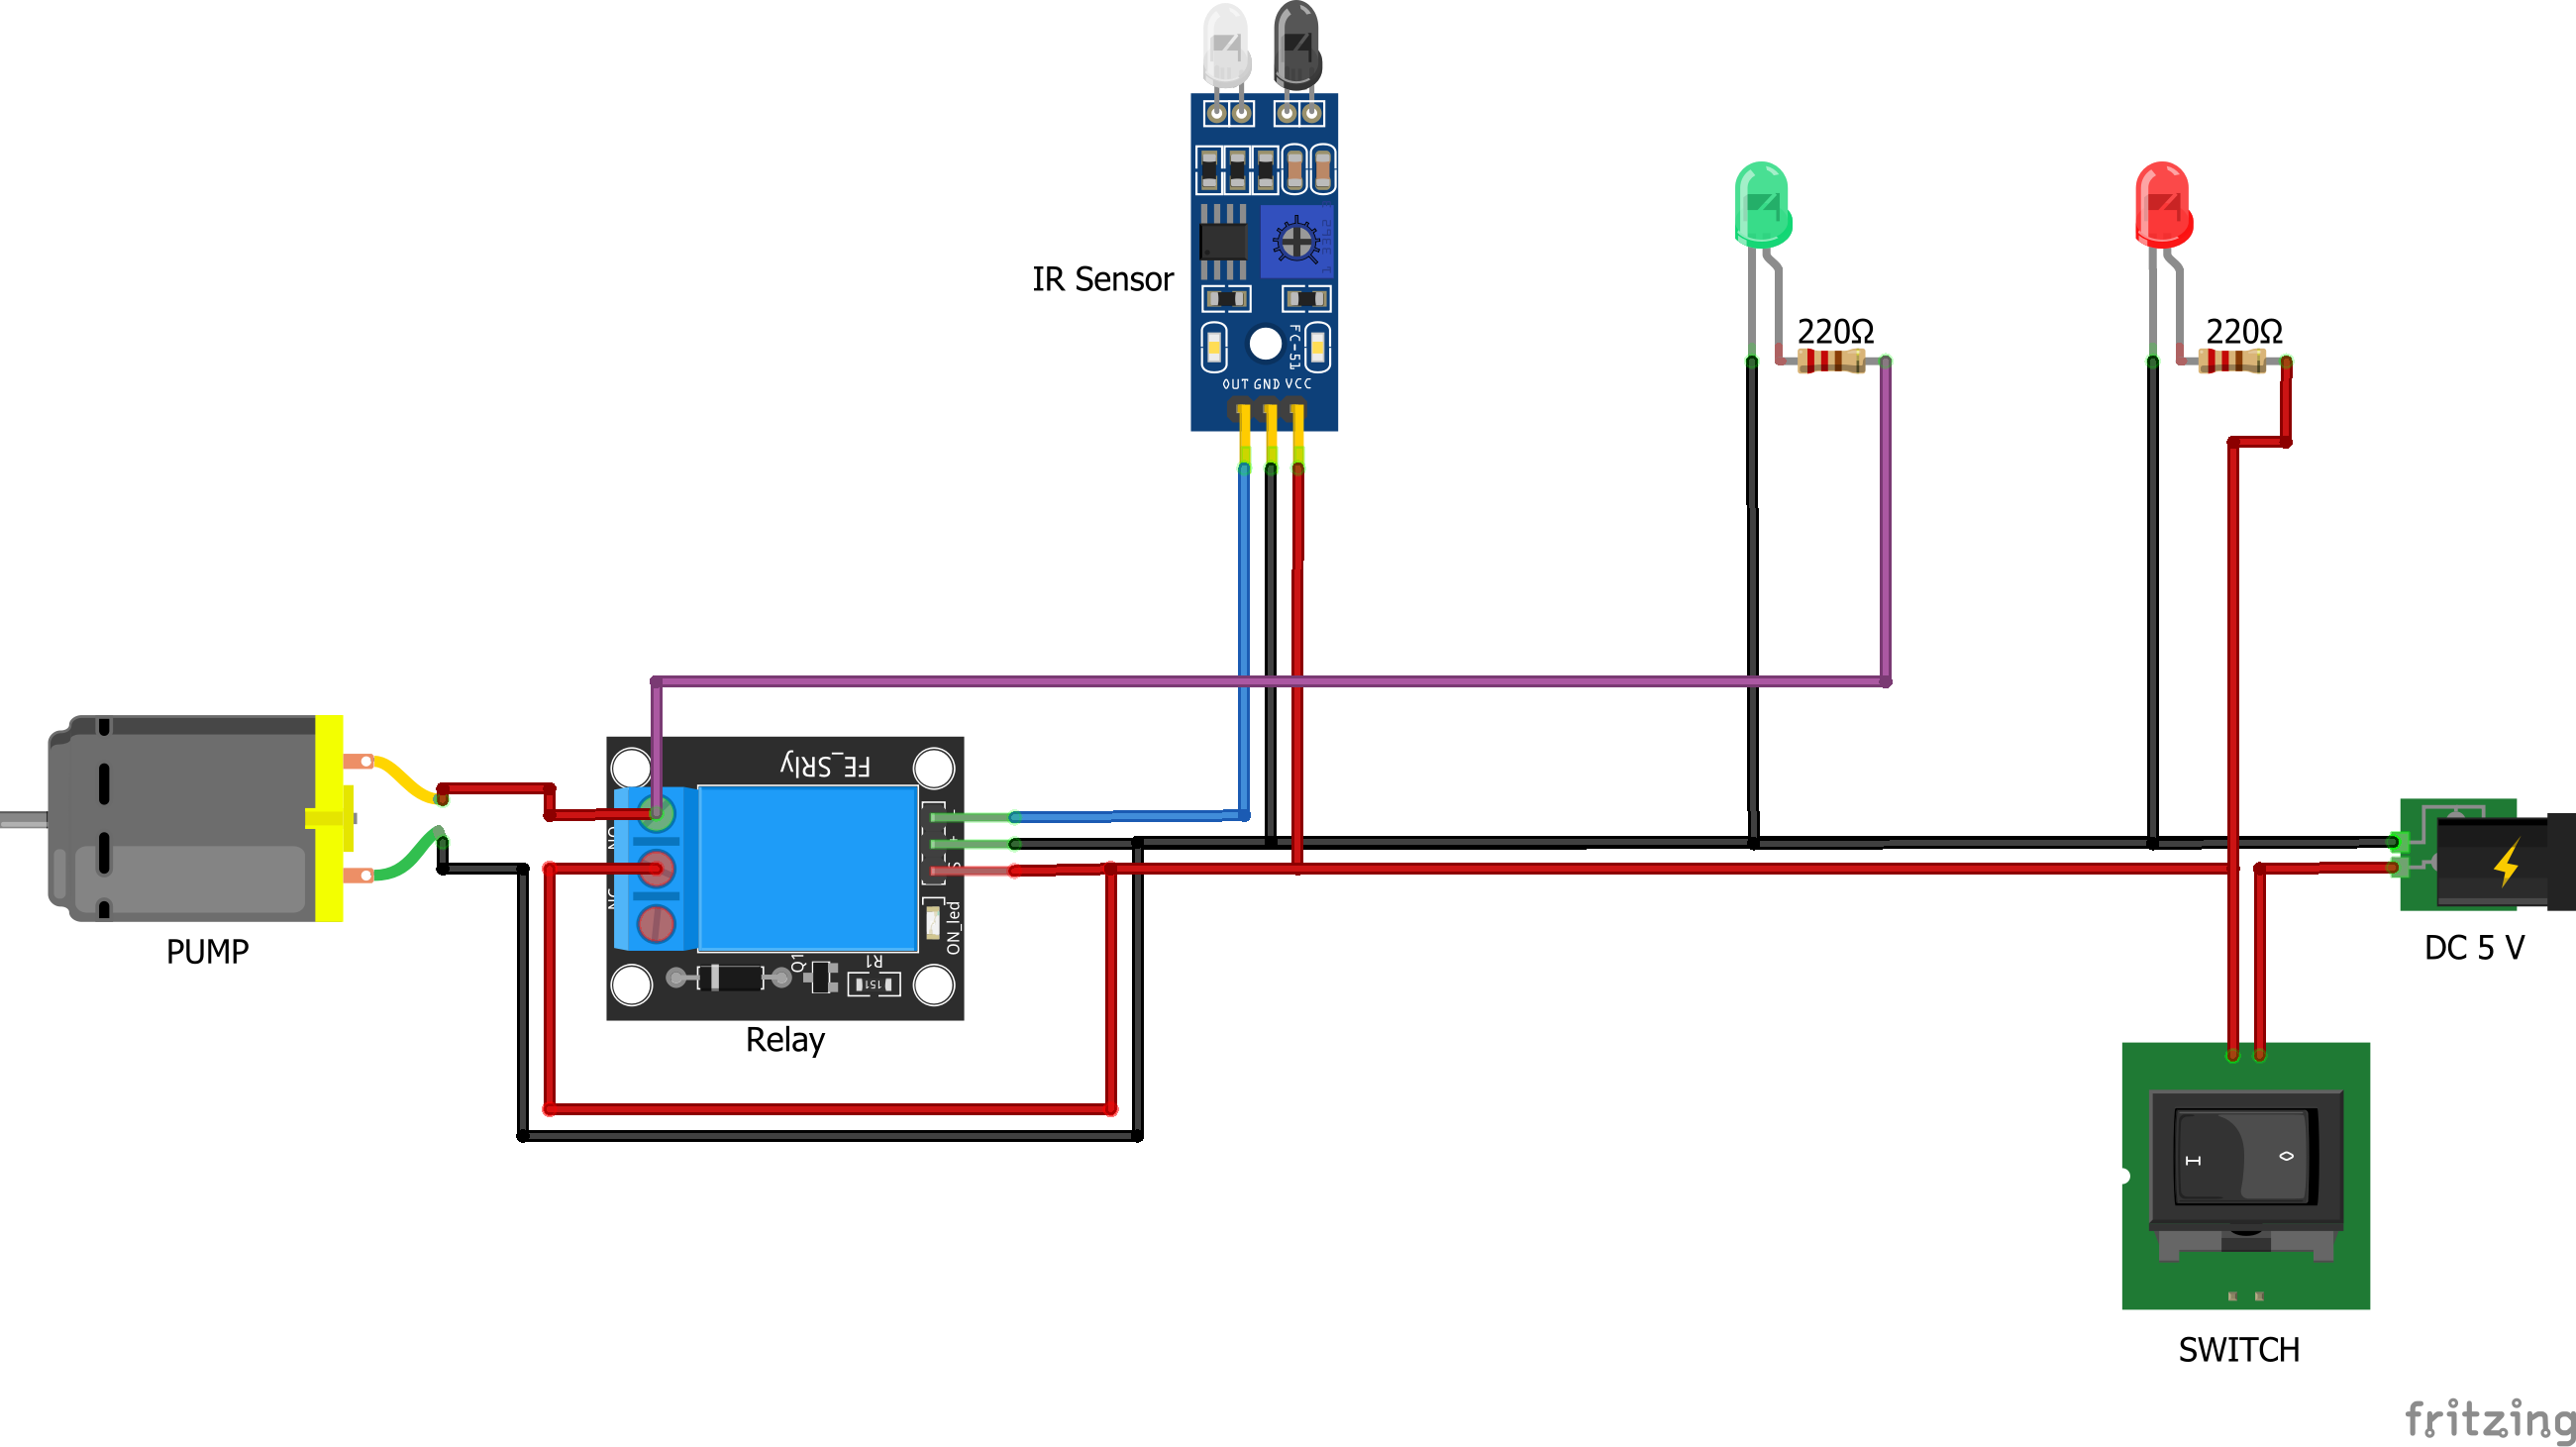 IR Sensor
FC-51
OUT GND VCC
220Ω
220Ω
FE_SRly
NO
NC
S
ON_led
Q1
R1
151
PUMP
Relay
DC 5 V
I
O
SWITCH
fritzing